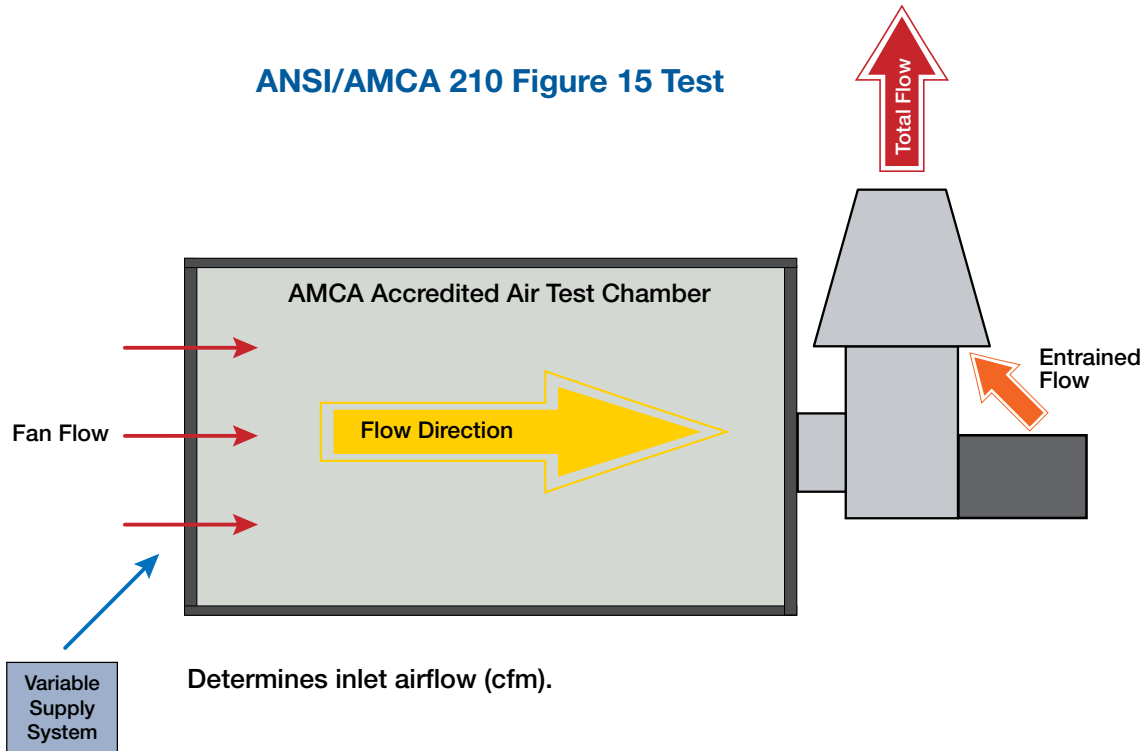 ANSI/AMCA 210 Figure 15 Test
Total Flow
AMCA Accredited Air Test Chamber
Entrained
Flow
Fan Flow
Flow Direction
Determines inlet airflow (cfm).
Variable
Supply
System